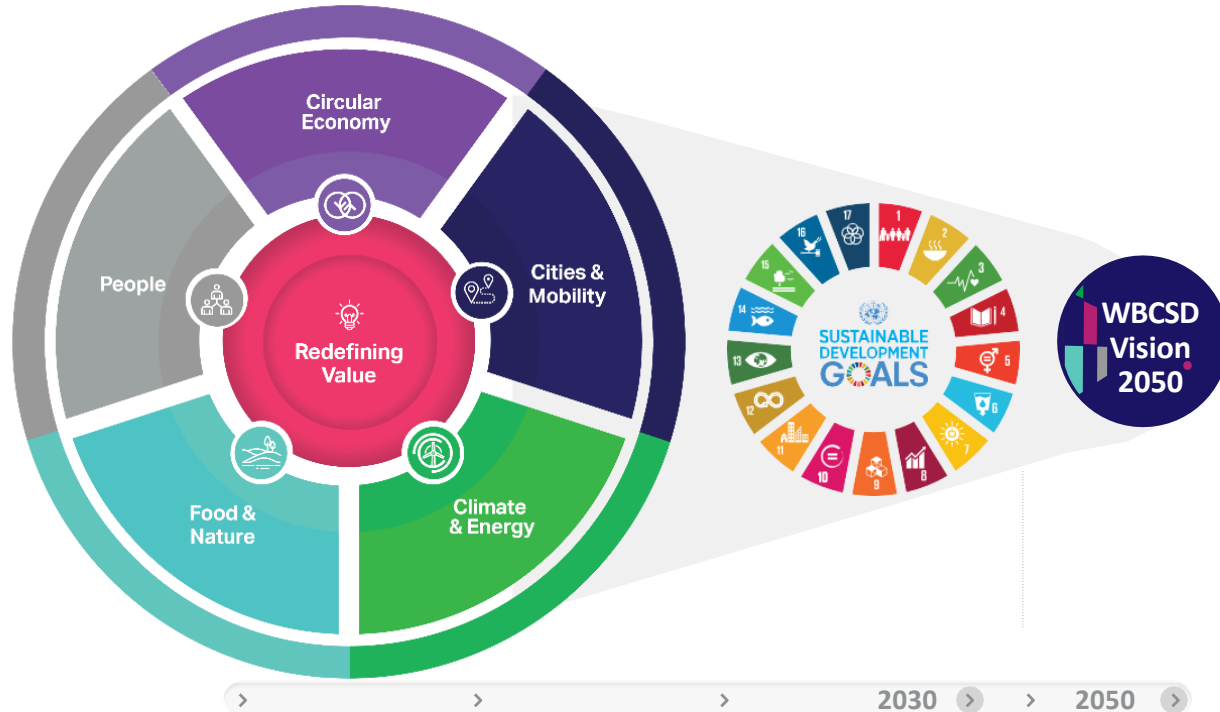 Circular
Economy
People
Cities &
Mobility
Redefining
Value
Food &
Nature
Climate
& Energy
1
2
3
4
5
6
7
8
9
10
11
12
13
14
15
16
17
SUSTAINABLE
DEVELOPMENT
GOALS
WBCSD
Vision
2050
2030
2050